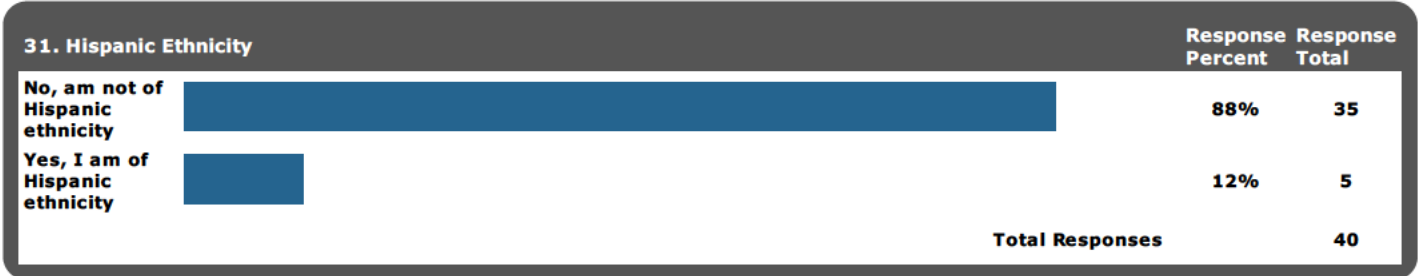 31. Hispanic Ethnicity
Response Response
Percent Total
No, am not of
Hispanic
ethnicity
88% 35
Yes, I am of
Hispanic
ethnicity
12% 5
Total Responses 40